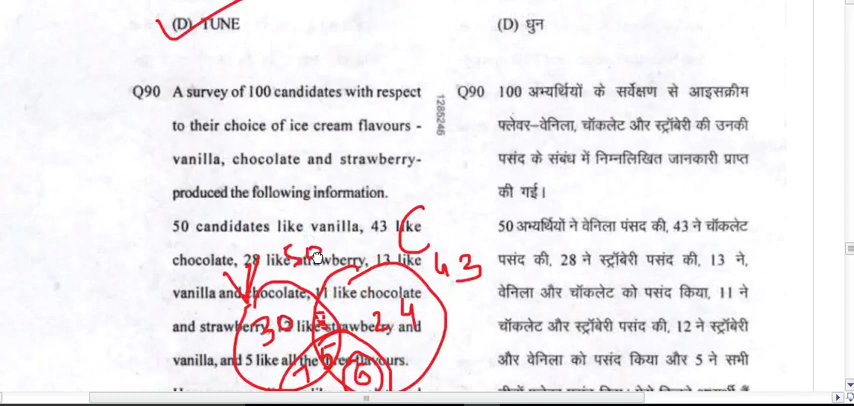 (D) TUNE
(D) धुन
Q90 A survey of 100 candidates with respect
to their choice of ice cream flavours -
vanilla, chocolate and strawberry-
produced the following information.
50 candidates like vanilla, 43 like
chocolate, 28 like strawberry, 13 like
vanilla and chocolate, 11 like chocolate
and strawberry, 12 like strawberry and
vanilla, and 5 like all the three flavours.
1285246
Q90 100 अभ्यर्थियों के सर्वेक्षण से आइसक्रीम
फ्लेवर–वेनिला, चॉकलेट और स्ट्रॉबेरी की उनकी
पसंद के संबंध में निम्नलिखित जानकारी प्राप्त
की गई।
50 अभ्यर्थियों ने वेनिला पंसद की, 43 ने चॉकलेट
पसंद की, 28 ने स्ट्रॉबेरी पसंद की, 13 ने,
वेनिला और चॉकलेट को पसंद किया, 11 ने
चॉकलेट और स्ट्रॉबेरी पसंद की, 12 ने स्ट्रॉबेरी
और वेनिला को पसंद किया और 5 ने सभी
C
50
43
V
30
24
5
7
6